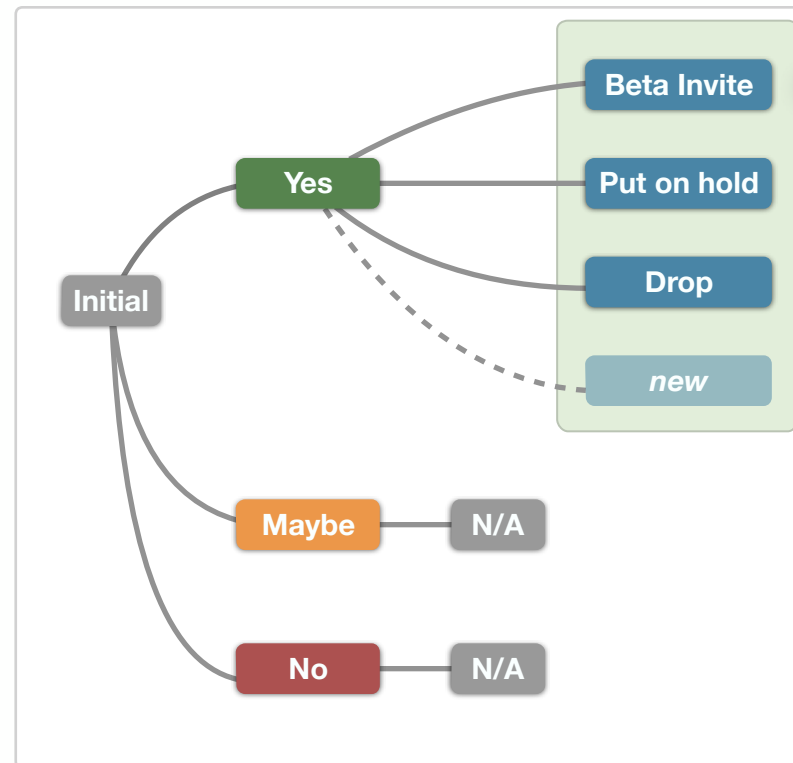 Beta Invite
Yes
Put on hold
Initial
Drop
new
Maybe
N/A
No
N/A